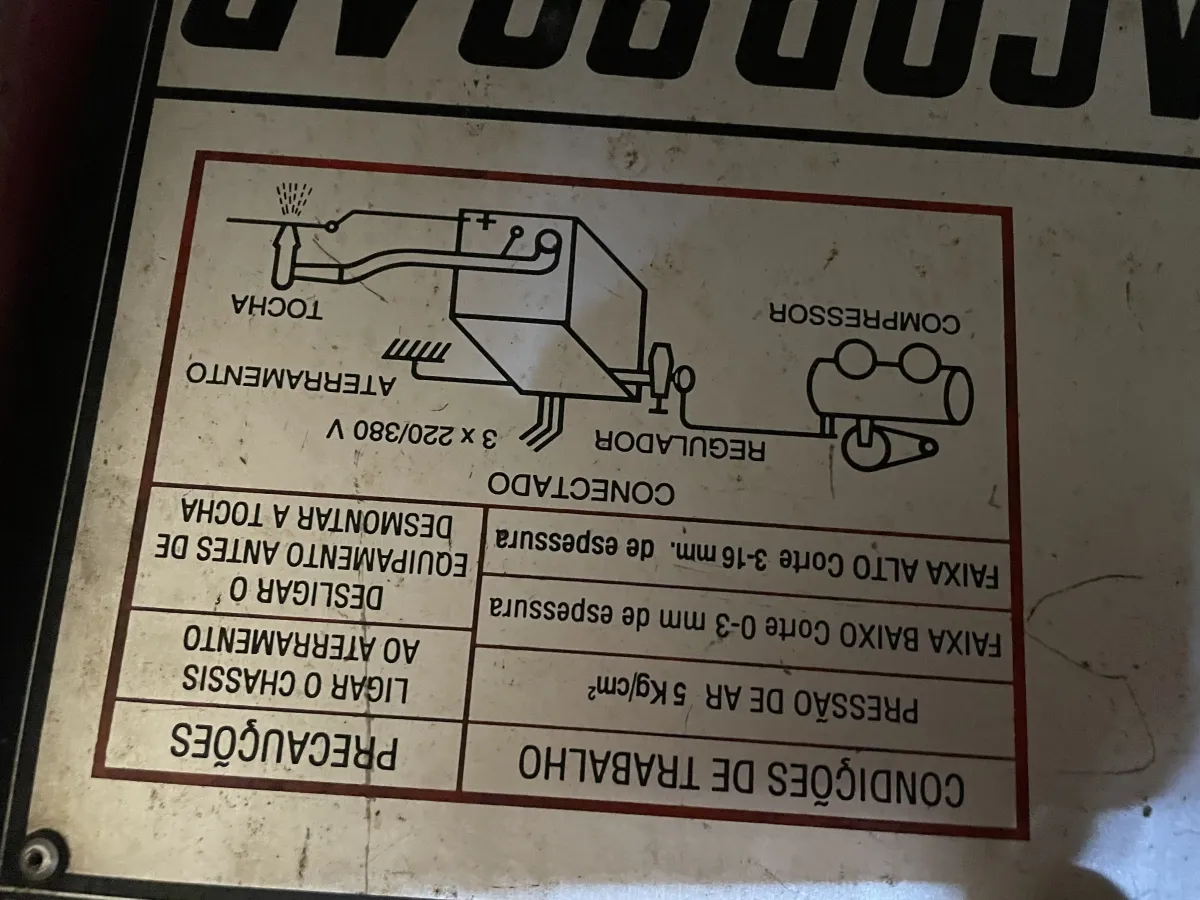 CONDIÇÕES DE TRABALHO
PRESSÃO DE AR 5 Kg/cm²
FAIXA BAIXO Corte 0-3 mm de espessura
FAIXA ALTO Corte 3-16 mm. de espessura
PRECAUÇÕES
LIGAR O CHASSIS
AO ATERRAMENTO
DESLIGAR O
EQUIPAMENTO ANTES DE
DESMONTAR A TOCHA
CONECTADO
REGULADOR
3 x 220/380 V
ATERRAMENTO
COMPRESSOR
TOCHA
+